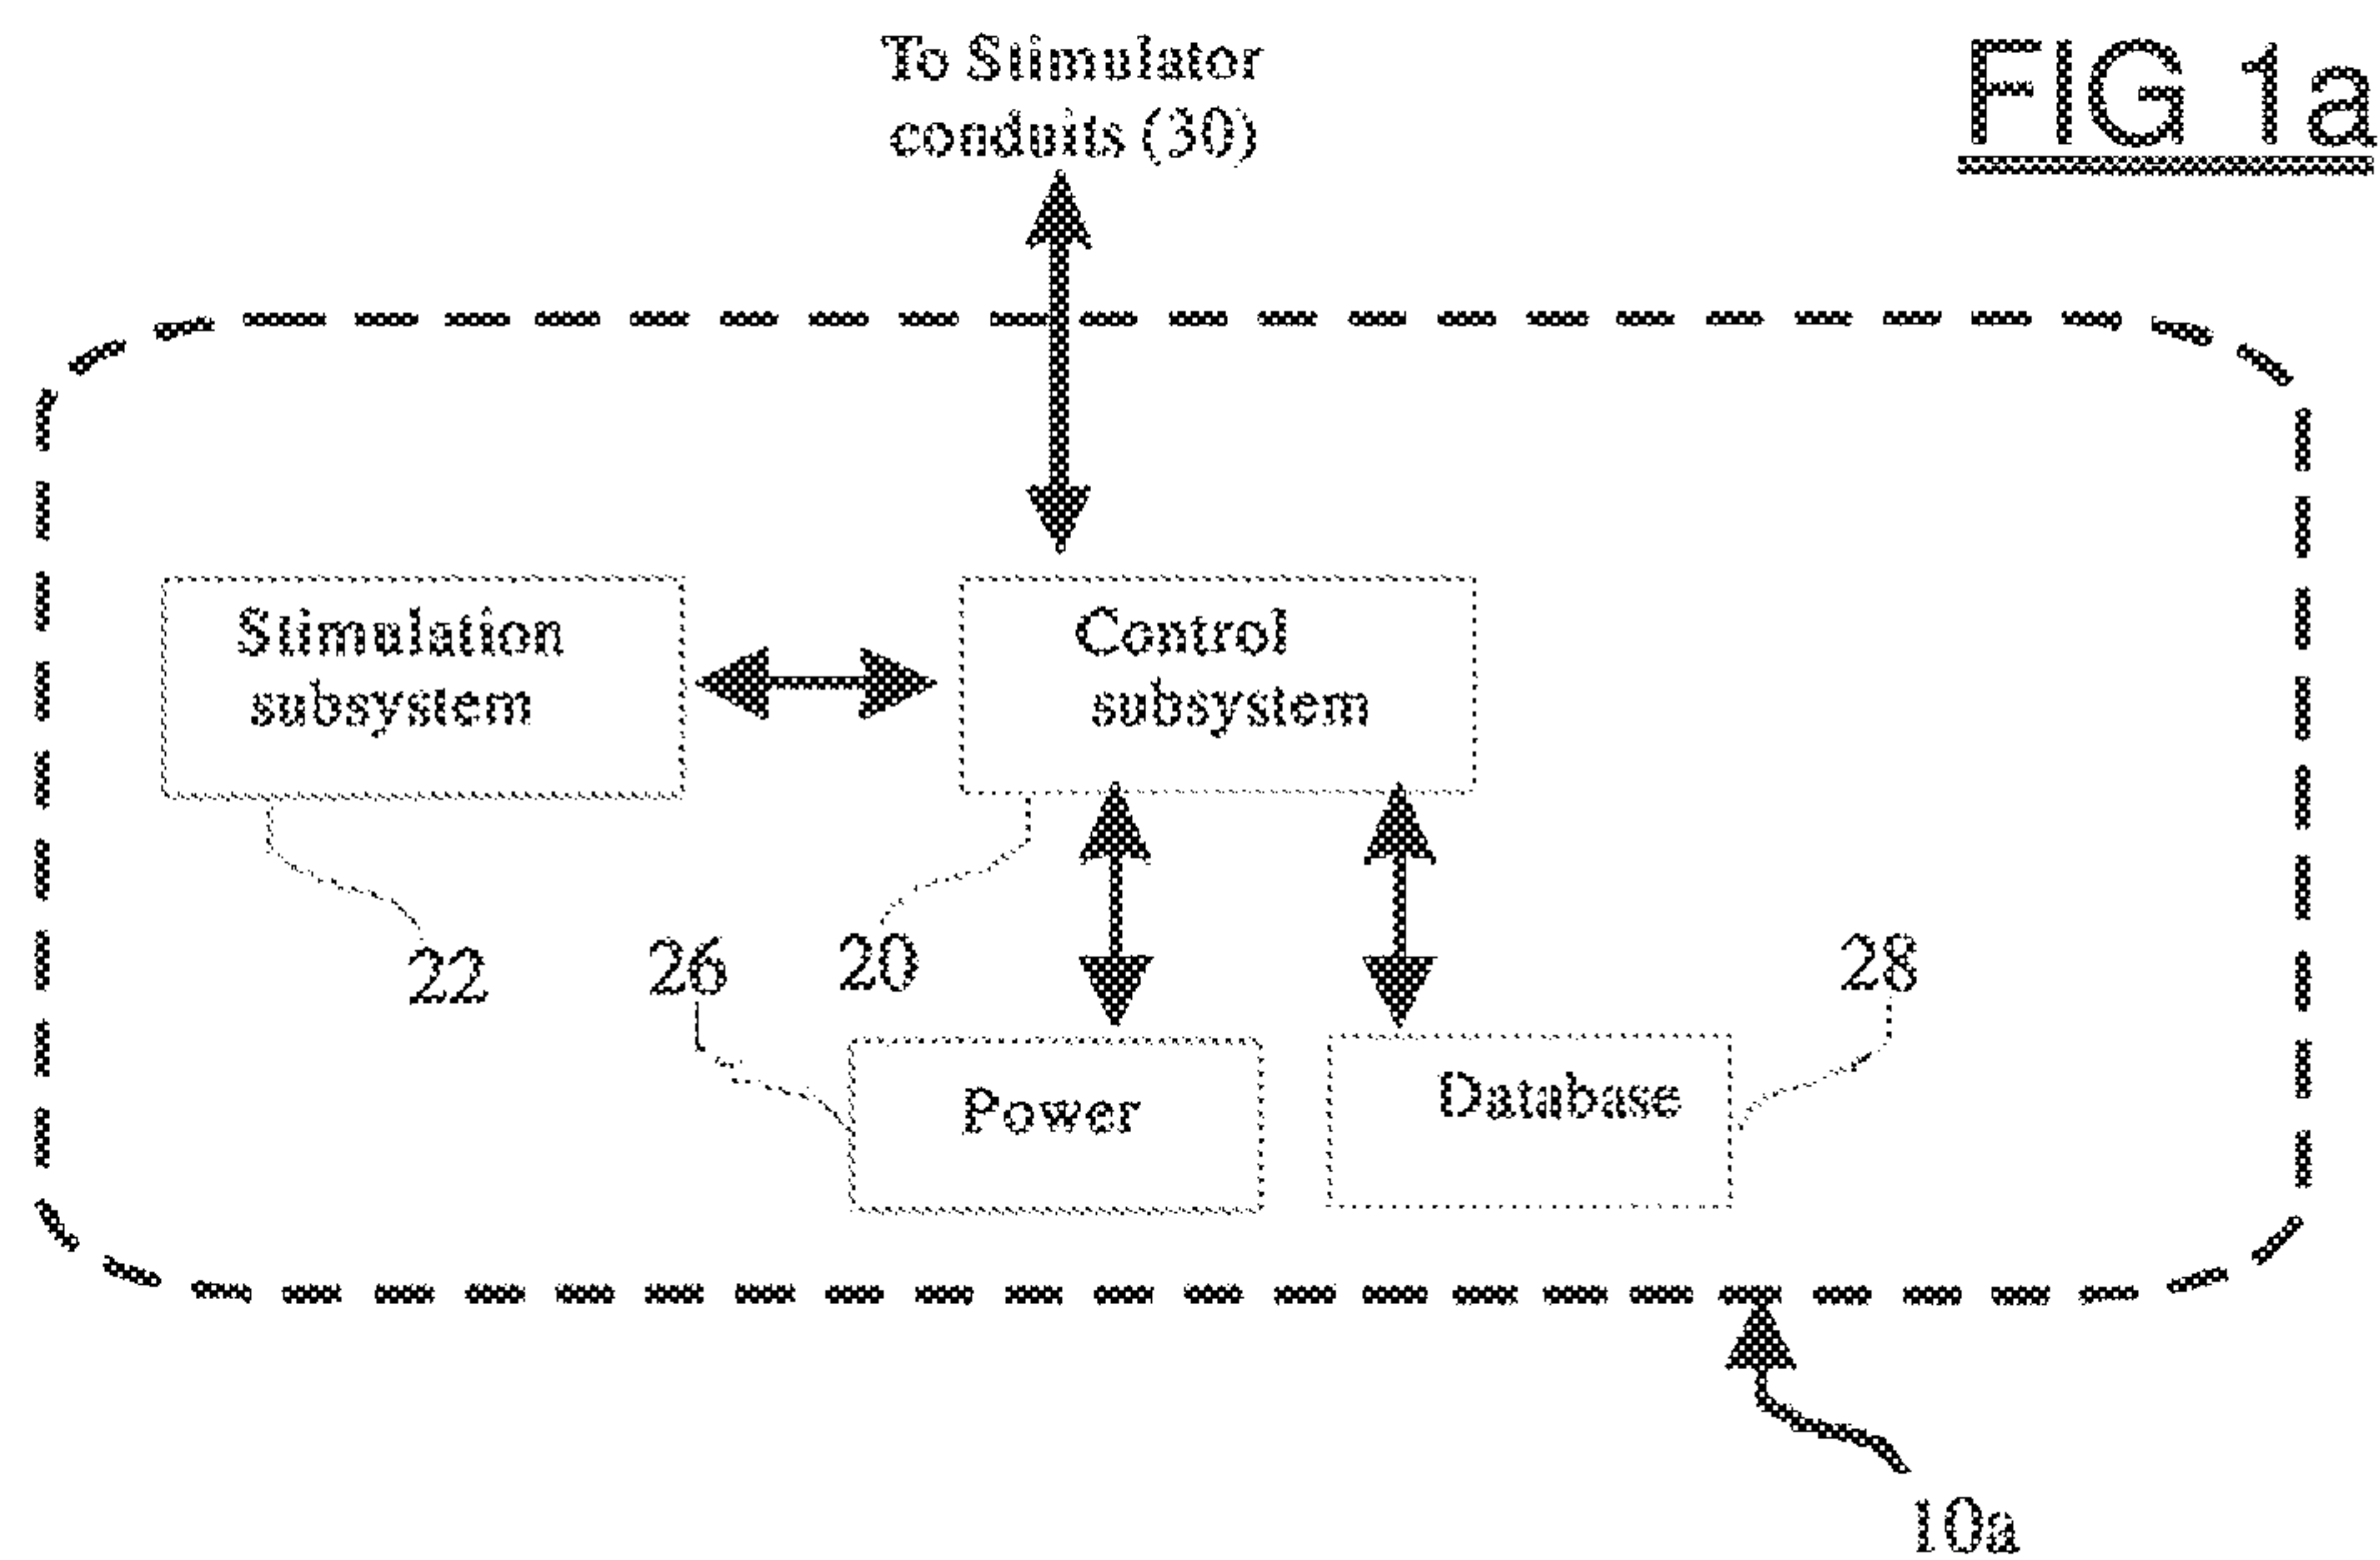 FIG 1a
To Stimulator
conduits (30)
Stimulation
subsystem
Control
subsystem
22
26
20
28
Power
Database
10a